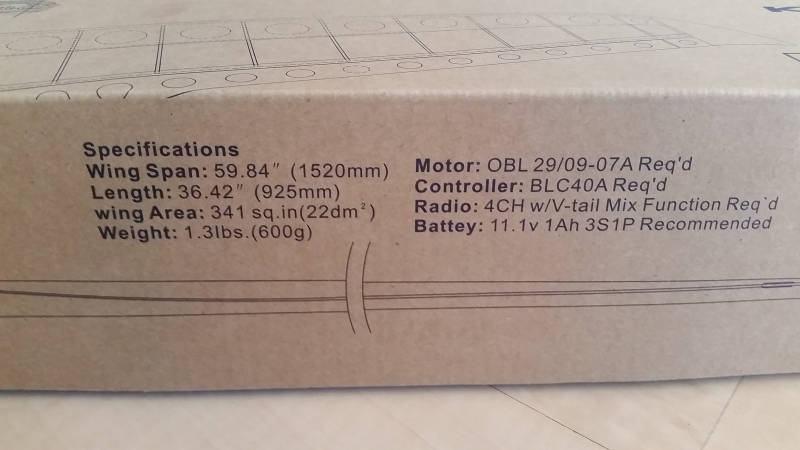 Specifications
Wing Span: 59.84″ (1520mm)
Length: 36.42″ (925mm)
wing Area: 341 sq.in(22dm²)
Weight: 1.3lbs.(600g)
Motor: OBL 29/09-07A Req'd
Controller: BLC40A Req'd
Radio: 4CH w/V-tail Mix Function Req`d
Battey: 11.1v 1Ah 3S1P Recommended